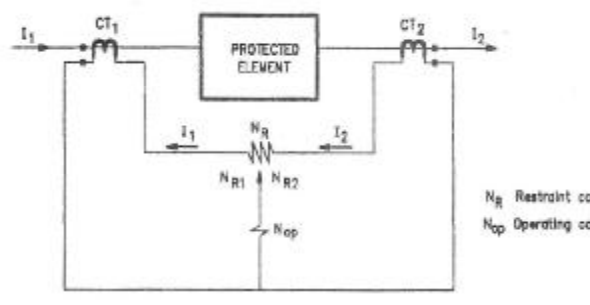 CT1
CT2
I1
I2
PROTECTED
ELEMENT
I1
NR
I2
NR1
NR2
Nop
NR Restraint co
Nop Operating co